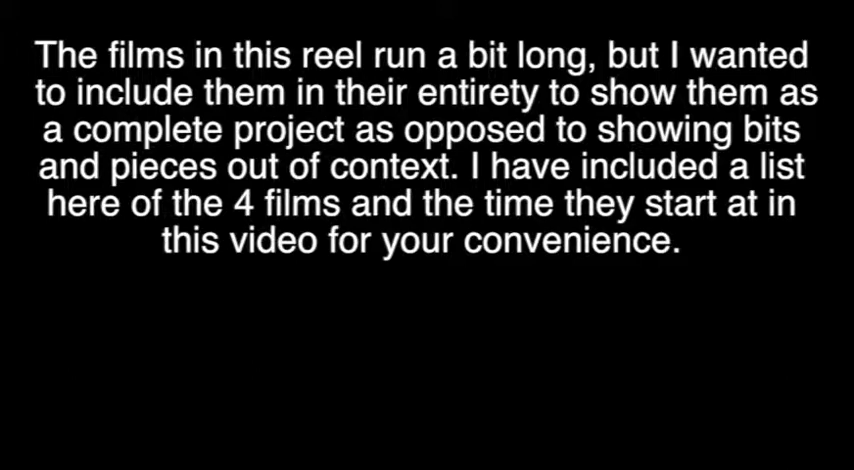 The films in this reel run a bit long, but I wanted
to include them in their entirety to show them as
a complete project as opposed to showing bits
and pieces out of context. I have included a list
here of the 4 films and the time they start at in
this video for your convenience.